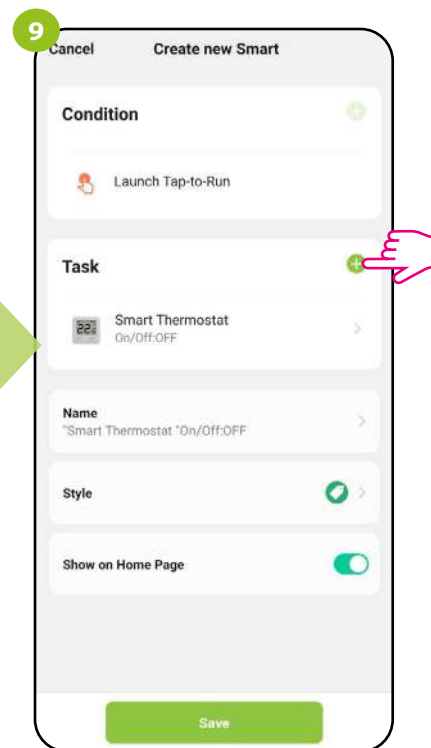 9
Cancel
Create new Smart
Condition
Launch Tap-to-Run
Task
Smart Thermostat
On/Off:OFF
Name
"Smart Thermostat "On/Off:OFF
Style
Show on Home Page
Save